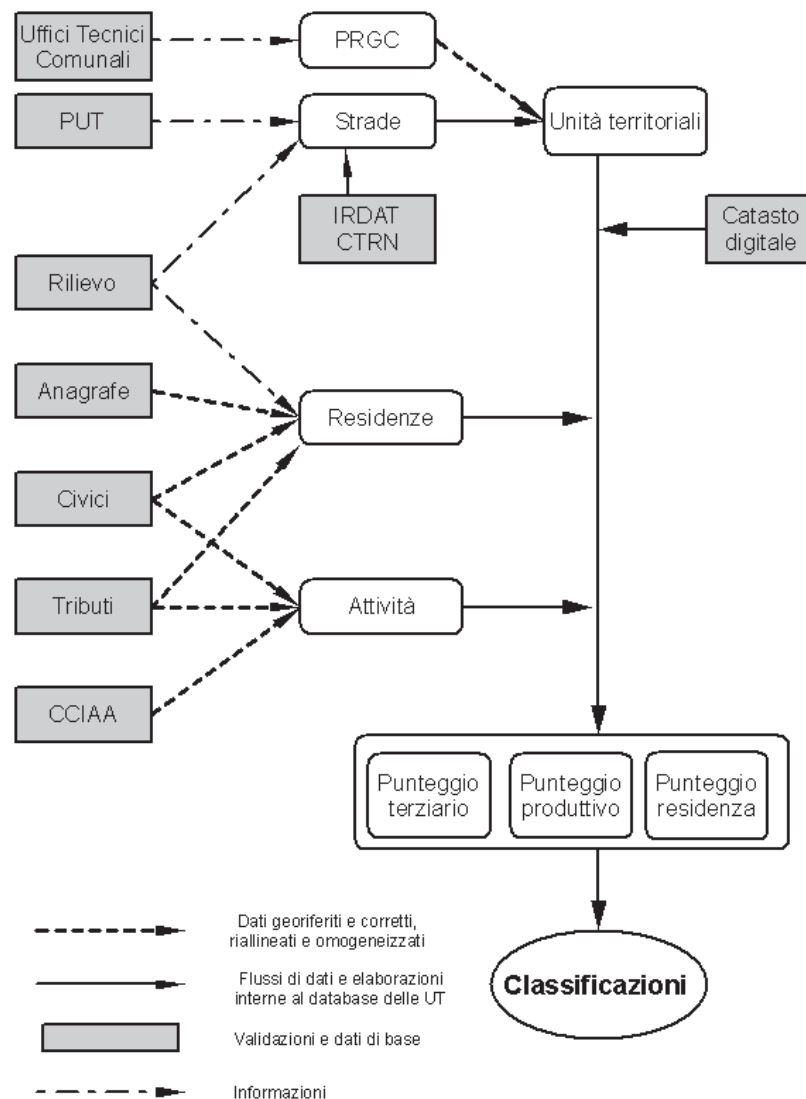 Uffici Tecnici
Comunali
PRGC
PUT
Strade
Unità territoriali
IRDAT
CTRN
Catasto
digitale
Rilievo
Anagrafe
Residenze
Civici
Tributi
Attività
CCIAA
Punteggio
terziario
Punteggio
produttivo
Punteggio
residenza
Classificazioni
Dati georiferiti e corretti,
riallineati e omogeneizzati
Flussi di dati e elaborazioni
interne al database delle UT
Validazioni e dati di base
Informazioni